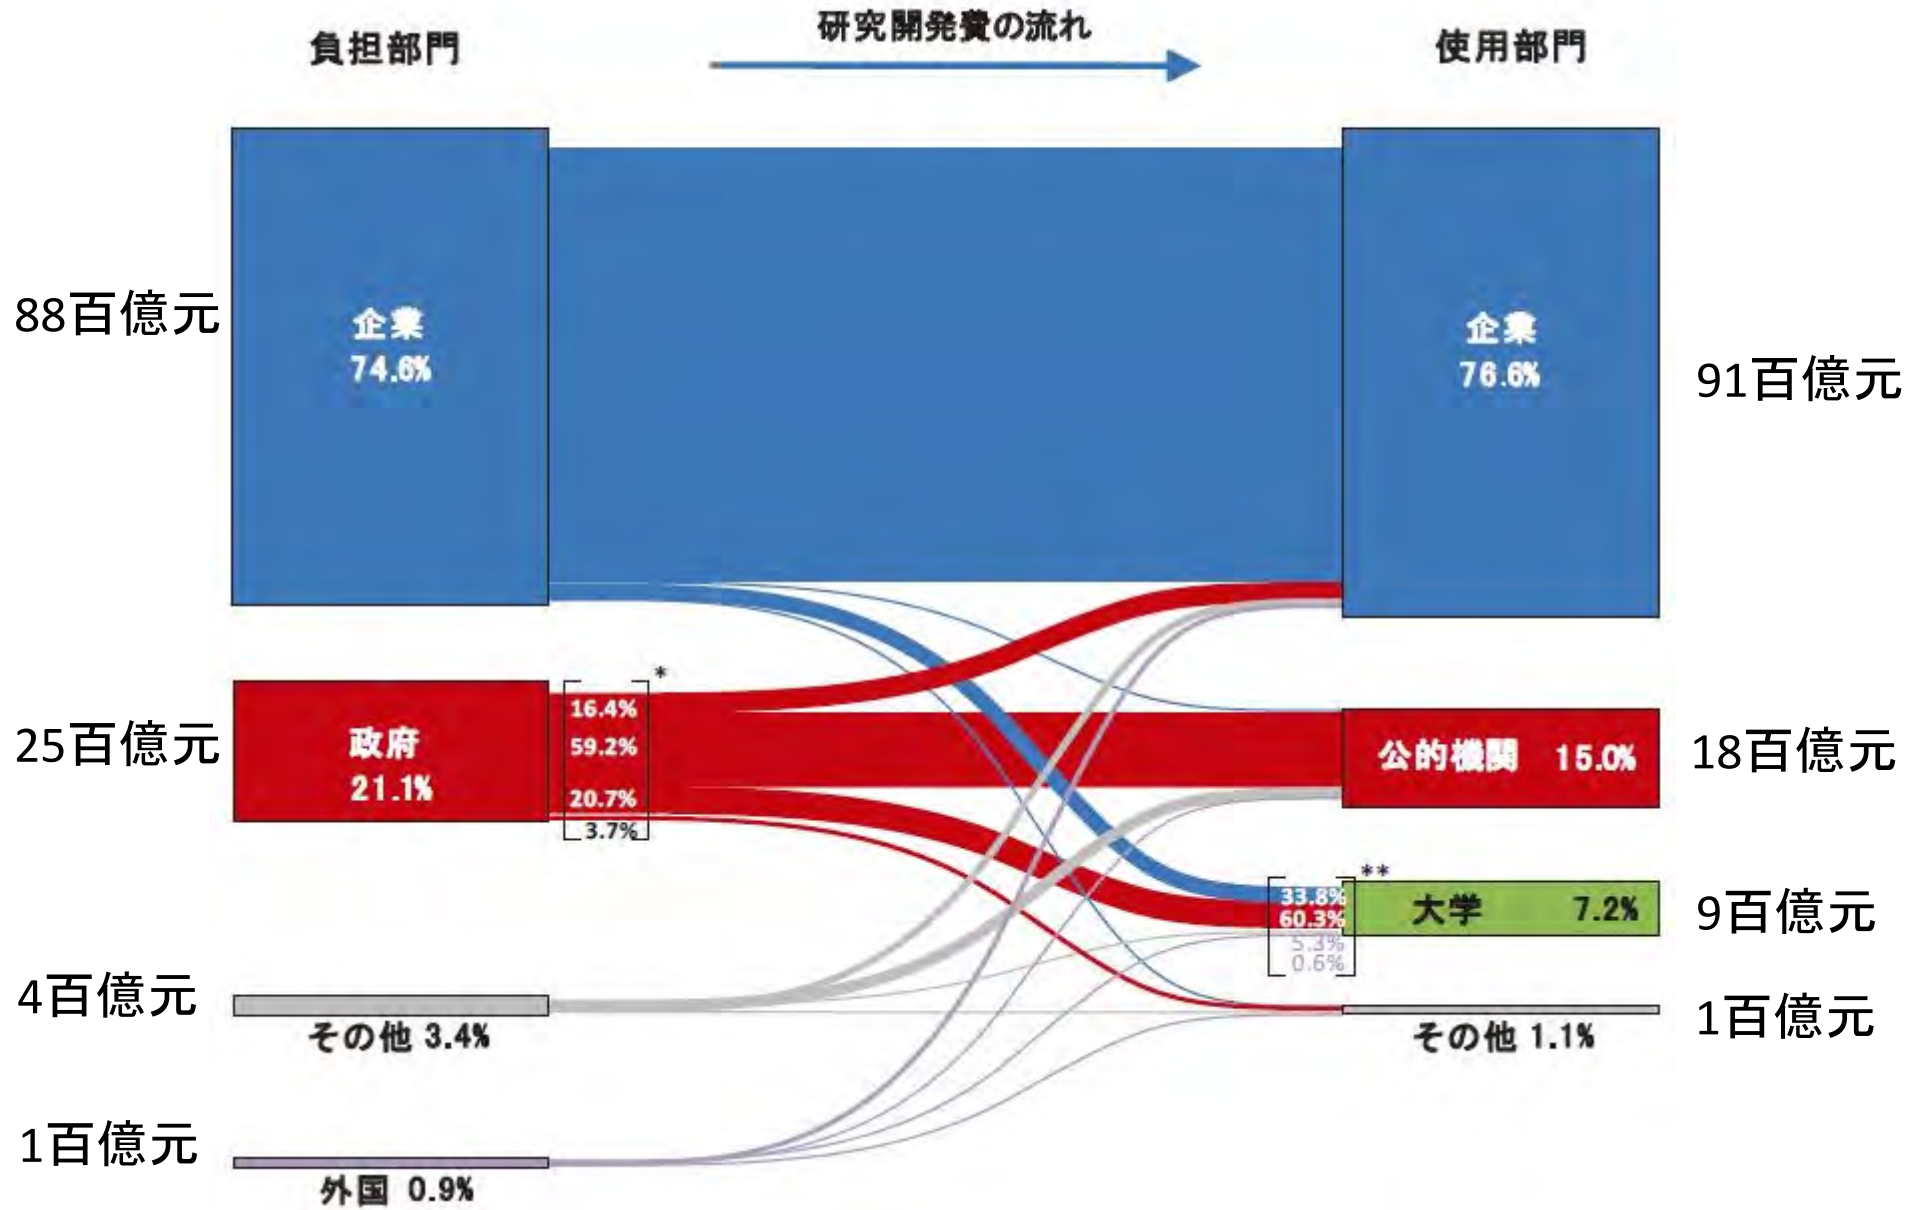 負担部門
研究開発費の流れ
使用部門
88百億元
企業
74.6%
企業
76.6%
91百億元
25百億元
政府
21.1%
*
16.4%
59.2%
20.7%
3.7%
公的機関 15.0%
18百億元
**
33.8%
60.3%
5.3%
0.6%
大学 7.2%
9百億元
4百億元
その他 3.4%
その他 1.1%
1百億元
1百億元
外国 0.9%